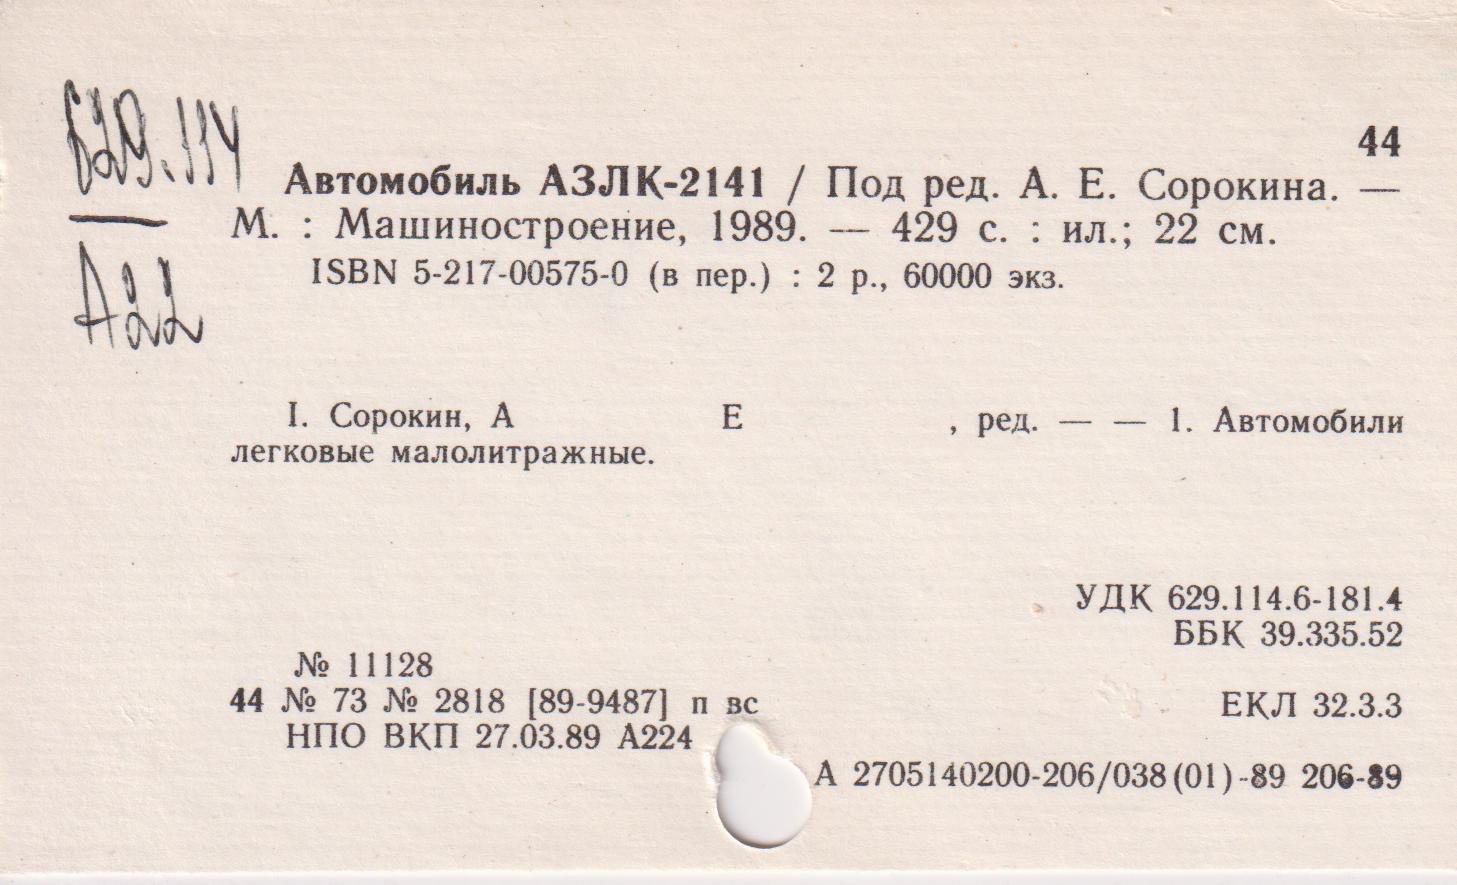 629.114
А22
44
Автомобиль АЗЛК-2141 / Под ред. А. Е. Сорокина. —
М. : Машиностроение, 1989. — 429 с. : ил.; 22 см.
ISBN 5-217-00575-0 (в пер.) : 2 р., 60000 экз.
I. Сорокин, А Е , ред. — — 1. Автомобили
легковые малолитражные.
УДК 629.114.6-181.4
ББК 39.335.52
№ 11128
44 № 73 № 2818 [89-9487] п вс
ЕКЛ 32.3.3
НПО ВКП 27.03.89 А224
А 2705140200-206/038(01)-89 206-89